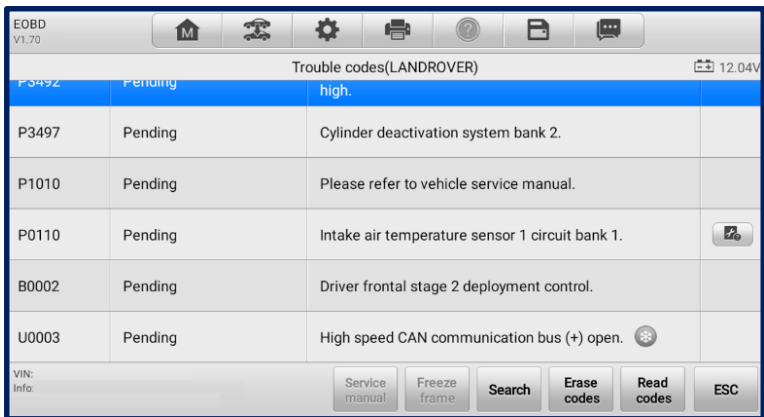 EOBD
V1.70
M
Trouble codes(LANDROVER)
12.04V
P3492 Pending high.
P3497 Pending Cylinder deactivation system bank 2.
P1010 Pending Please refer to vehicle service manual.
P0110 Pending Intake air temperature sensor 1 circuit bank 1.
B0002 Pending Driver frontal stage 2 deployment control.
U0003 Pending High speed CAN communication bus (+) open.
VIN:
Info:
Service manual
Freeze frame
Search
Erase codes
Read codes
ESC